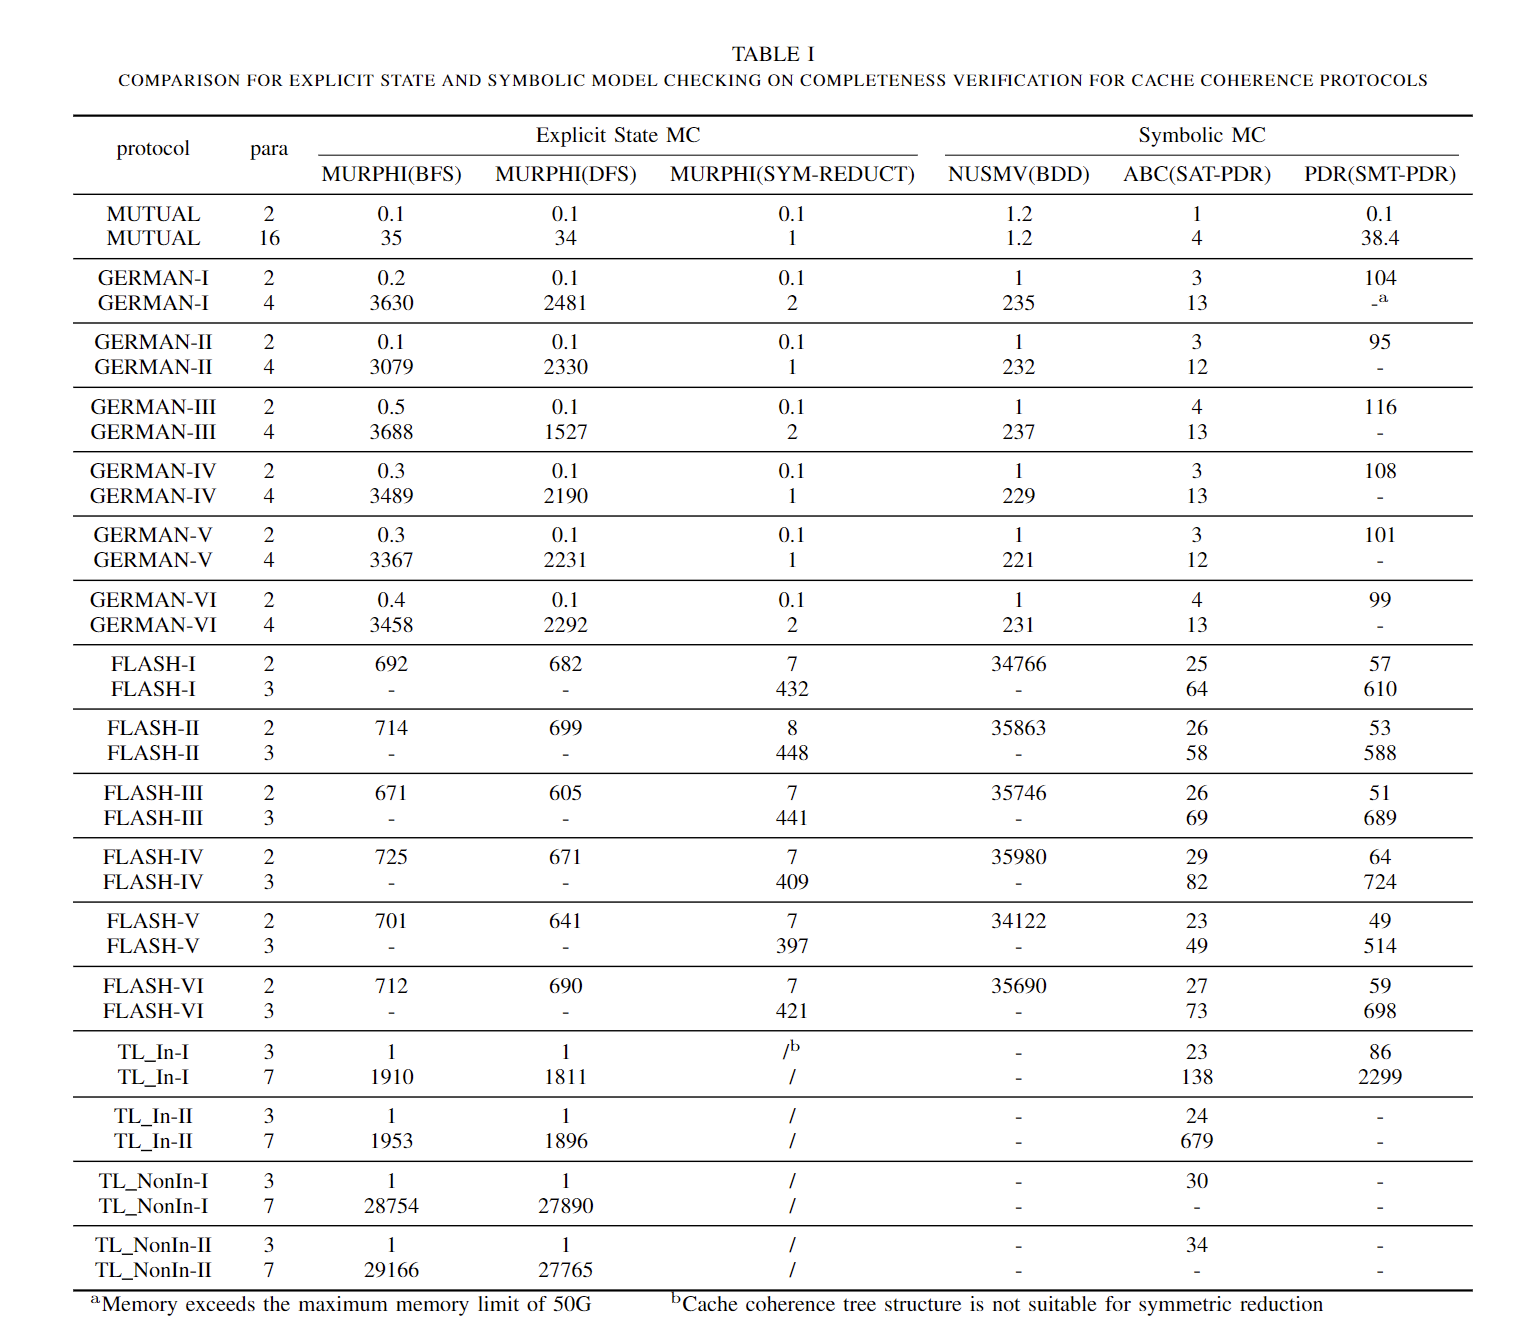 TABLE I
COMPARISON FOR EXPLICIT STATE AND SYMBOLIC MODEL CHECKING ON COMPLETENESS VERIFICATION FOR CACHE COHERENCE PROTOCOLS
protocol para Explicit State MC Symbolic MC
MURPHI(BFS) MURPHI(DFS) MURPHI(SYM-REDUCT) NUSMV(BDD) ABC(SAT-PDR) PDR(SMT-PDR)
MUTUAL 2 0.1 0.1 0.1 1.2 1 0.1
MUTUAL 16 35 34 1 1.2 4 38.4
GERMAN-I 2 0.2 0.1 0.1 1 3 104
GERMAN-I 4 3630 2481 2 235 13 -a
GERMAN-II 2 0.1 0.1 0.1 1 3 95
GERMAN-II 4 3079 2330 1 232 12 -
GERMAN-III 2 0.5 0.1 0.1 1 4 116
GERMAN-III 4 3688 1527 2 237 13 -
GERMAN-IV 2 0.3 0.1 0.1 1 3 108
GERMAN-IV 4 3489 2190 1 229 13 -
GERMAN-V 2 0.3 0.1 0.1 1 3 101
GERMAN-V 4 3367 2231 1 221 12 -
GERMAN-VI 2 0.4 0.1 0.1 1 4 99
GERMAN-VI 4 3458 2292 2 231 13 -
FLASH-I 2 692 682 7 34766 25 57
FLASH-I 3 - - 432 - 64 610
FLASH-II 2 714 699 8 35863 26 53
FLASH-II 3 - - 448 - 58 588
FLASH-III 2 671 605 7 35746 26 51
FLASH-III 3 - - 441 - 69 689
FLASH-IV 2 725 671 7 35980 29 64
FLASH-IV 3 - - 409 - 82 724
FLASH-V 2 701 641 7 34122 23 49
FLASH-V 3 - - 397 - 49 514
FLASH-VI 2 712 690 7 35690 27 59
FLASH-VI 3 - - 421 - 73 698
TL_In-I 3 1 1 /b - 23 86
TL_In-I 7 1910 1811 / - 138 2299
TL_In-II 3 1 1 / - 24 -
TL_In-II 7 1953 1896 / - 679 -
TL_NonIn-I 3 1 1 / - 30 -
TL_NonIn-I 7 28754 27890 / - - -
TL_NonIn-II 3 1 1 / - 34 -
TL_NonIn-II 7 29166 27765 / - - -
aMemory exceeds the maximum memory limit of 50G bCache coherence tree structure is not suitable for symmetric reduction